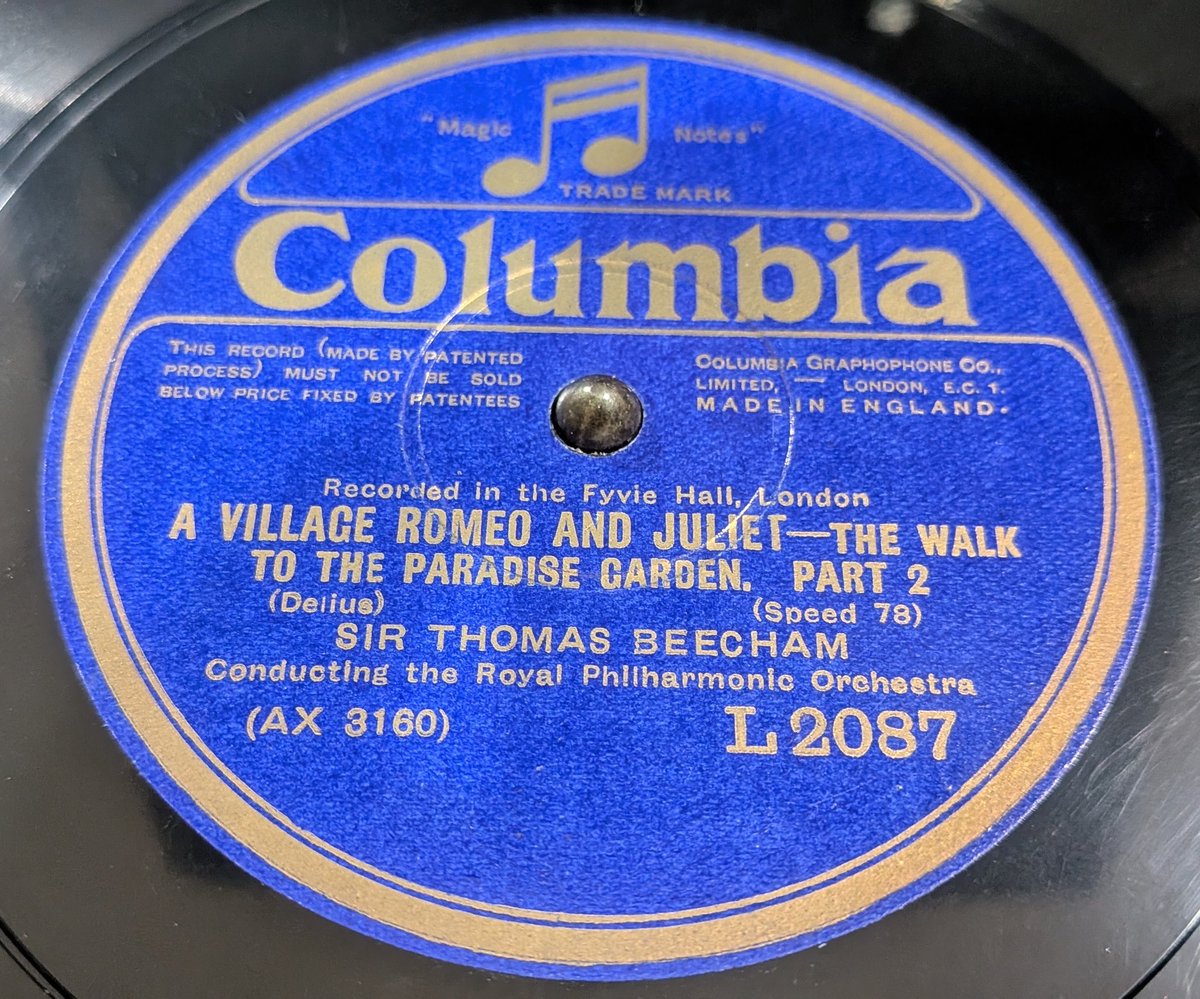 "Magic Notes"
TRADE MARK
Columbia
THIS RECORD (MADE BY PATENTED
PROCESS) MUST NOT BE SOLD
BELOW PRICE FIXED BY PATENTEES
COLUMBIA GRAPHOPHONE CO.,
LIMITED, — LONDON, E.C. 1.
MADE IN ENGLAND.
Recorded in the Fyvie Hall, London
A VILLAGE ROMEO AND JULIET—THE WALK
TO THE PARADISE GARDEN. PART 2
(Delius) (Speed 78)
SIR THOMAS BEECHAM
Conducting the Royal Philharmonic Orchestra
(AX 3160) L 2087